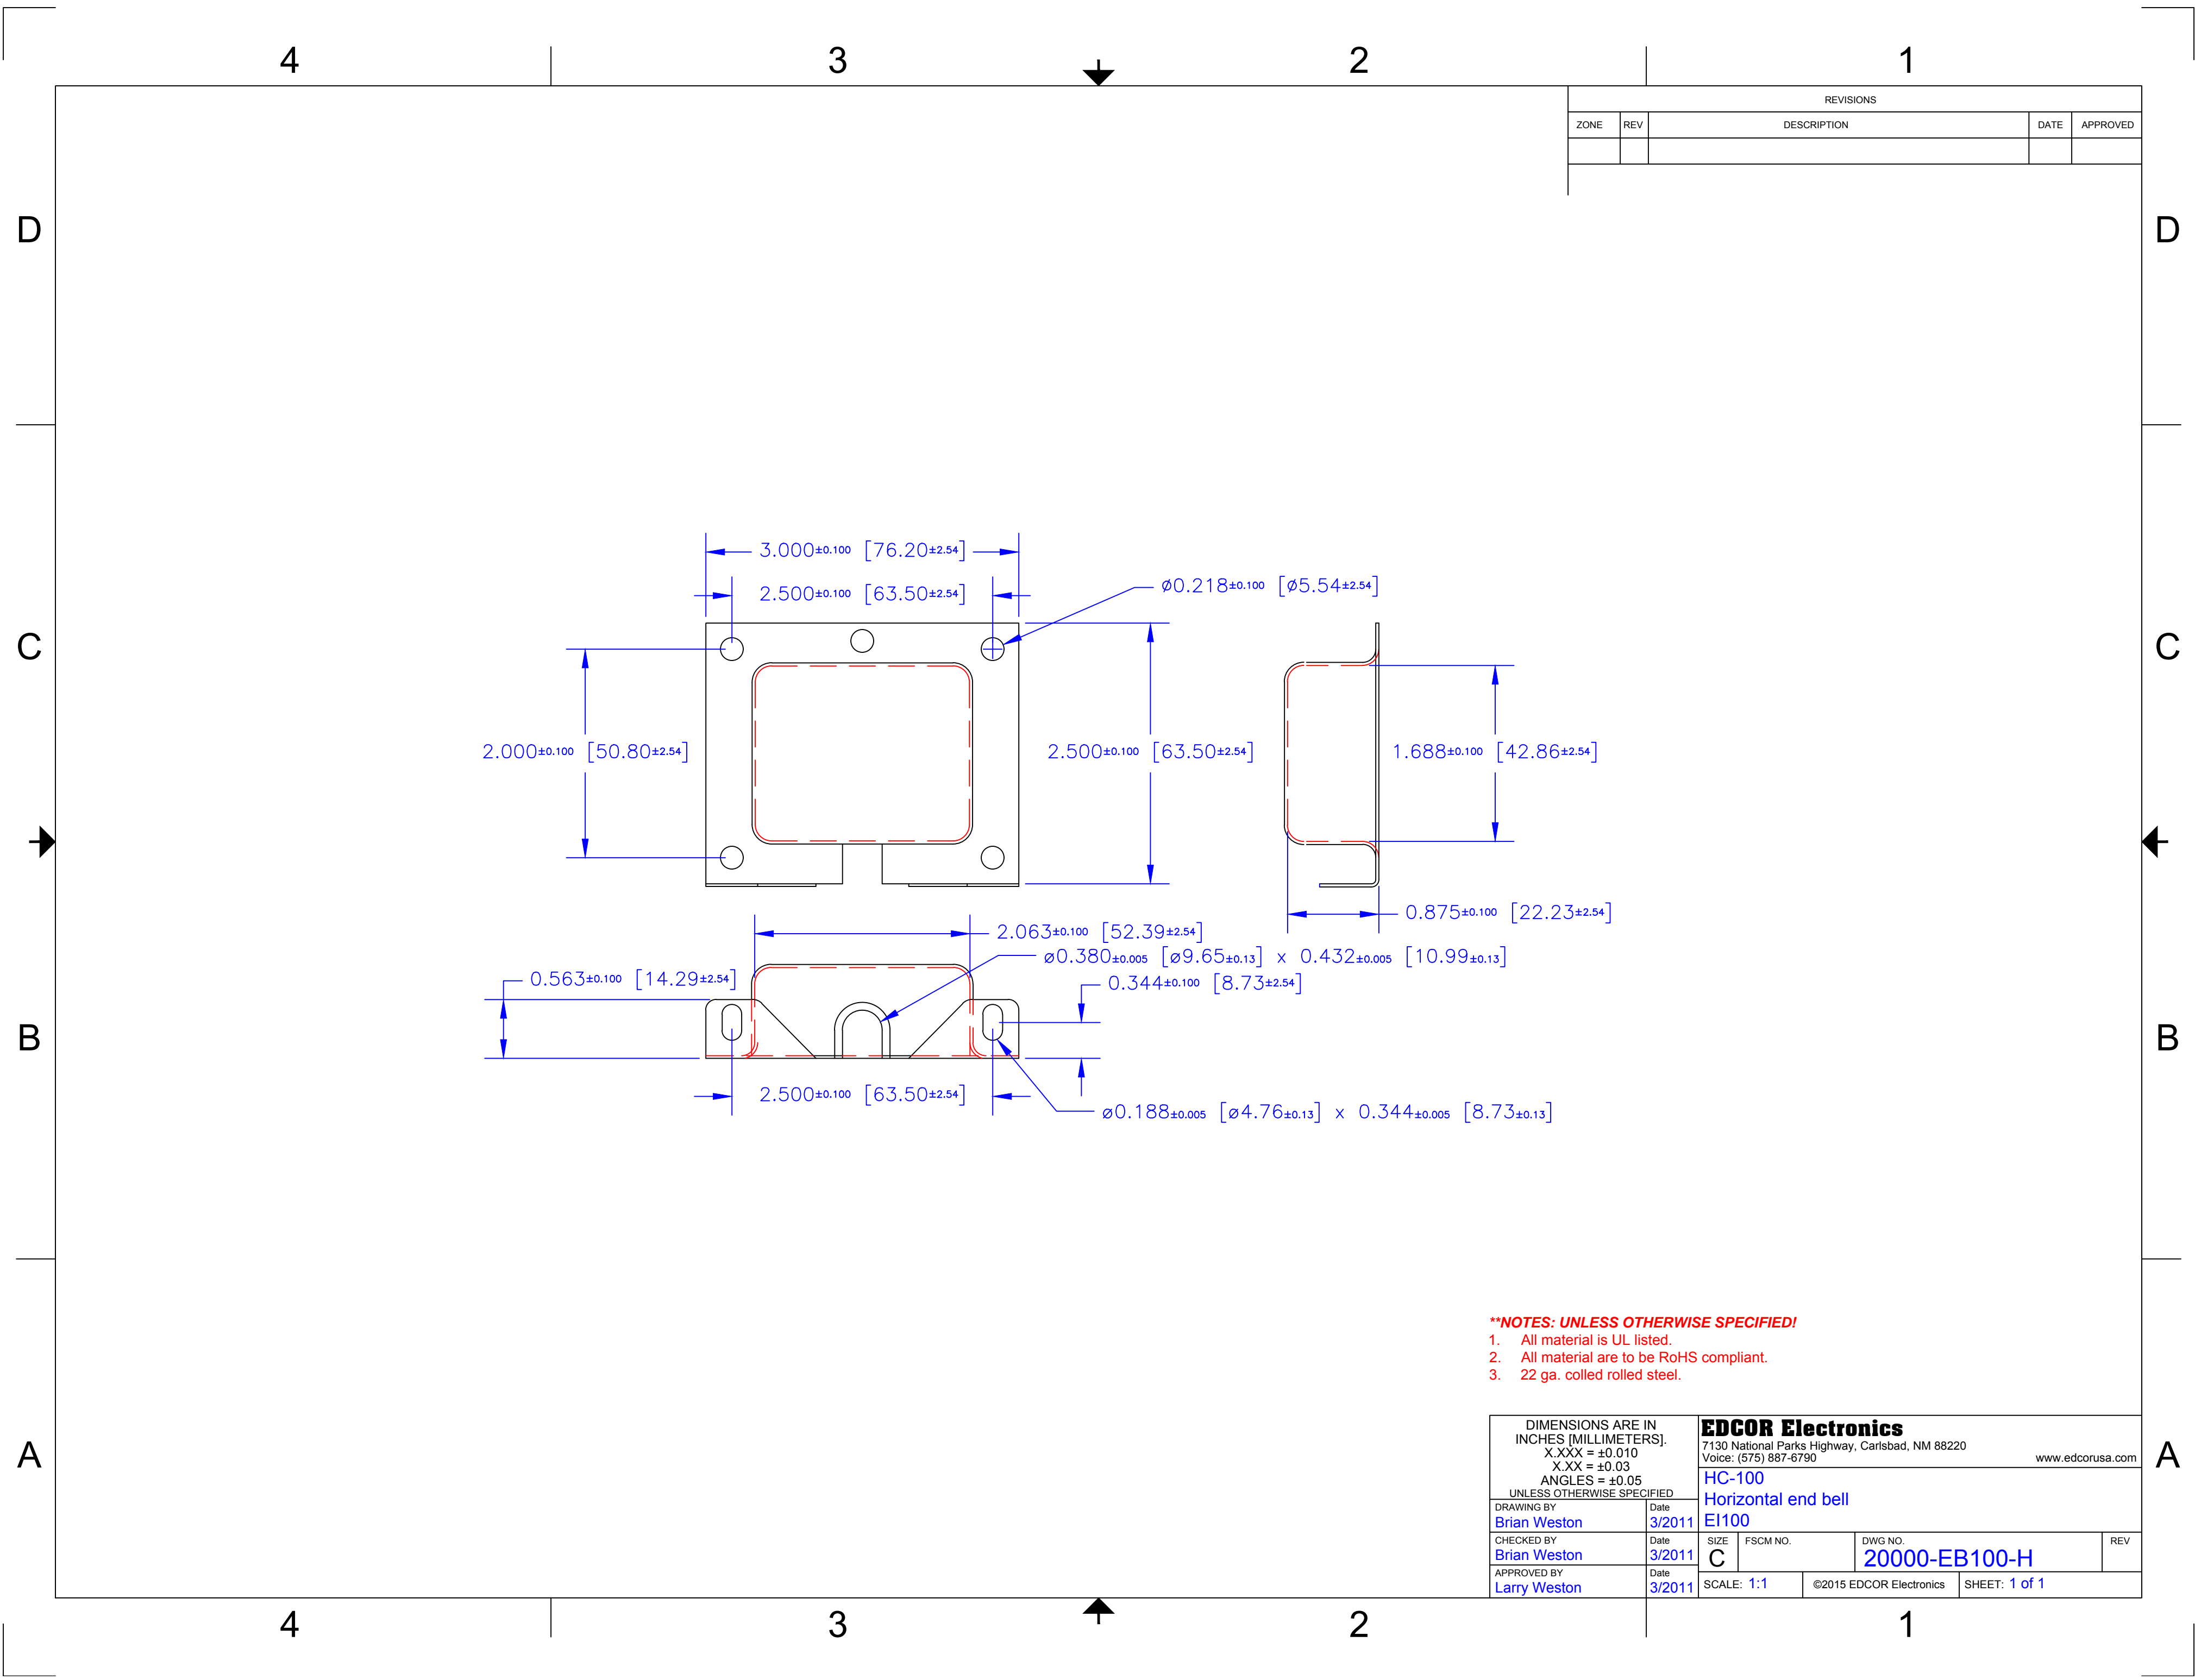 4 3 2 1
REVISIONS
ZONE REV DESCRIPTION DATE APPROVED
D D
3.000±0.100 [76.20±2.54]
2.500±0.100 [63.50±2.54]
Ø0.218±0.100 [Ø5.54±2.54]
C C
2.000±0.100 [50.80±2.54]
2.500±0.100 [63.50±2.54]
1.688±0.100 [42.86±2.54]
0.875±0.100 [22.23±2.54]
2.063±0.100 [52.39±2.54]
Ø0.380±0.005 [Ø9.65±0.13] x 0.432±0.005 [10.99±0.13]
0.563±0.100 [14.29±2.54]
0.344±0.100 [8.73±2.54]
B B
2.500±0.100 [63.50±2.54]
Ø0.188±0.005 [Ø4.76±0.13] x 0.344±0.005 [8.73±0.13]
**NOTES: UNLESS OTHERWISE SPECIFIED!
1. All material is UL listed.
2. All material are to be RoHS compliant.
3. 22 ga. colled rolled steel.
A A
DIMENSIONS ARE IN
INCHES [MILLIMETERS].
X.XXX = ±0.010
X.XX = ±0.03
ANGLES = ±0.05
UNLESS OTHERWISE SPECIFIED
EDCOR Electronics
7130 National Parks Highway, Carlsbad, NM 88220
Voice: (575) 887-6790 www.edcorusa.com
HC-100
Horizontal end bell
EI100
DRAWING BY Date
Brian Weston 3/2011
CHECKED BY Date
Brian Weston 3/2011
APPROVED BY Date
Larry Weston 3/2011
SIZE FSCM NO. DWG NO. REV
C 20000-EB100-H
SCALE: 1:1 ©2015 EDCOR Electronics SHEET: 1 of 1
4 3 2 1